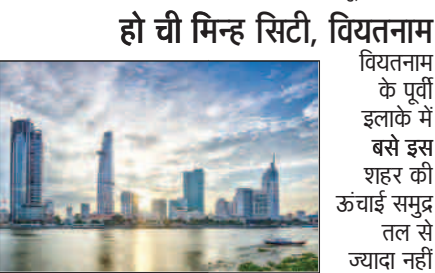 हो ची मिन्ह सिटी, वियतनाम
वियतनाम
के पूर्वी
इलाके में
बसे इस
शहर की
ऊंचाई समुद्र
तल से
ज्यादा नहीं